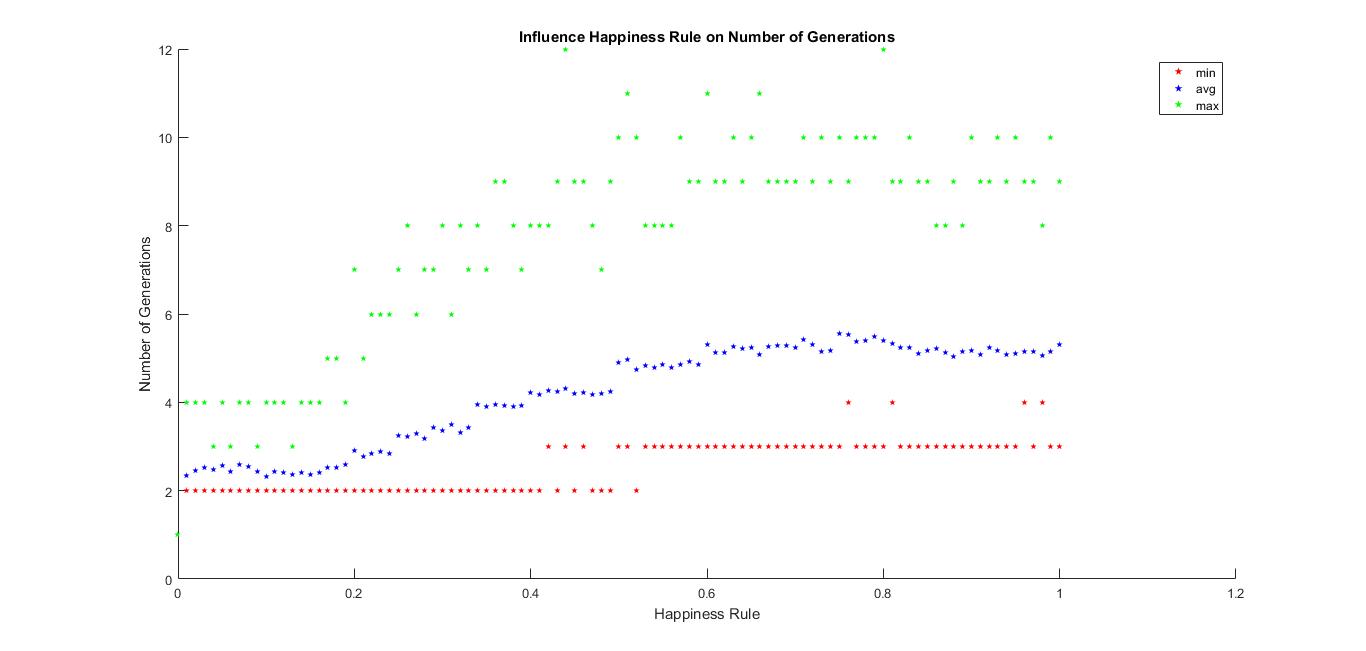 Influence Happiness Rule on Number of Generations
min
avg
max
Number of Generations
12
10
8
6
4
2
0
0 0.2 0.4 0.6 0.8 1 1.2
Happiness Rule